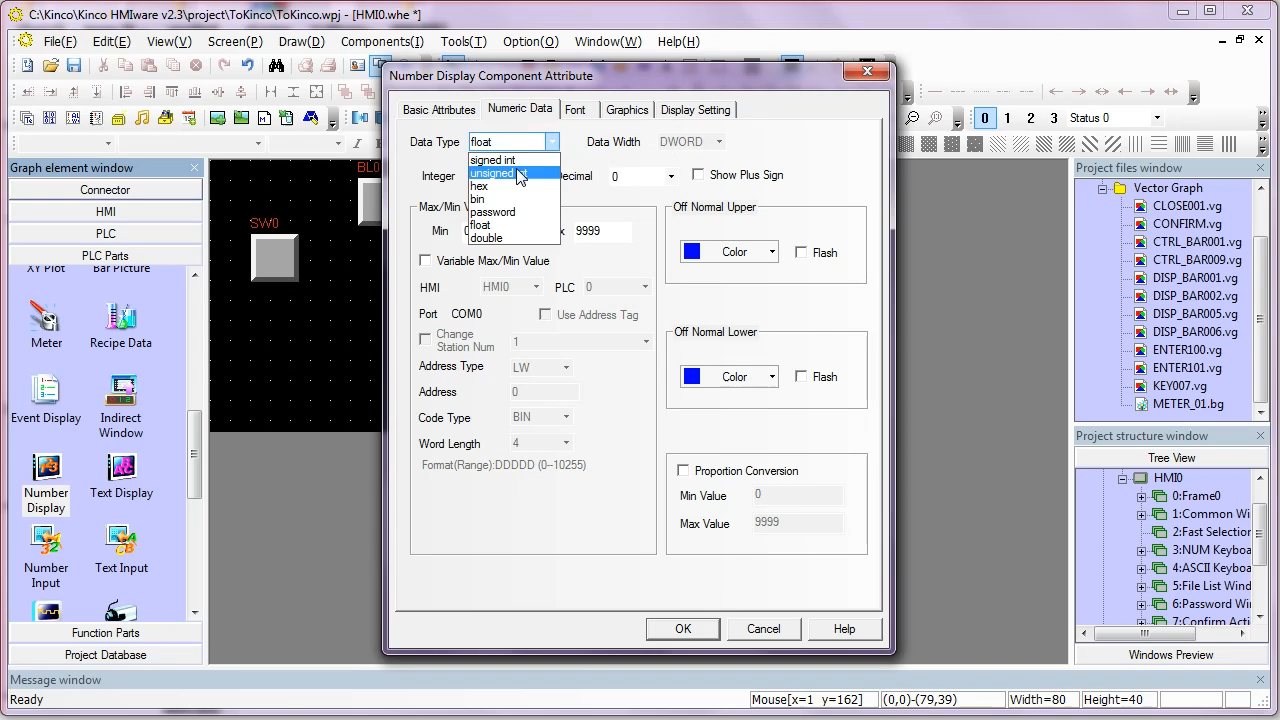 C:\Kinco\Kinco HMIware v2.3\project\ToKinco\ToKinco.wpj - [HMI0.whe *]
File(F) Edit(E) View(V) Screen(P) Draw(D) Components(I) Tools(T) Option(O) Window(W) Help(H)
0 1 2 3 Status 0
Graph element window
Connector
HMI
PLC
PLC Parts
XY Plot Bar Picture
Meter Recipe Data
Event Display Indirect Window
Number Display Text Display
Number Input Text Input
Function Parts
Project Database
SW0
BL0
Number Display Component Attribute
Basic Attributes Numeric Data Font Graphics Display Setting
Data Type float Data Width DWORD
signed int
unsigned
hex
bin
password
float
double
Integer Decimal 0 Show Plus Sign
Max/Min V
Min 0 x 9999
Variable Max/Min Value
HMI HMI0 PLC 0
Port COM0 Use Address Tag
Change Station Num 1
Address Type LW
Address 0
Code Type BIN
Word Length 4
Format(Range):DDDDD (0--10255)
Off Normal Upper
Color Flash
Off Normal Lower
Color Flash
Proportion Conversion
Min Value 0
Max Value 9999
OK Cancel Help
Project files window
Vector Graph
CLOSE001.vg
CONFIRM.vg
CTRL_BAR001.vg
CTRL_BAR009.vg
DISP_BAR001.vg
DISP_BAR002.vg
DISP_BAR005.vg
DISP_BAR006.vg
ENTER100.vg
ENTER101.vg
KEY007.vg
METER_01.bg
Project structure window
Tree View
HMI0
0:Frame0
1:Common Wi
2:Fast Selection
3:NUM Keyboa
4:ASCII Keyboa
5:File List Wind
6:Password Wi
7:Confirm Acti
Windows Preview
Message window
Ready Mouse[x=1 y=162] (0,0)-(79,39) Width=80 Height=40